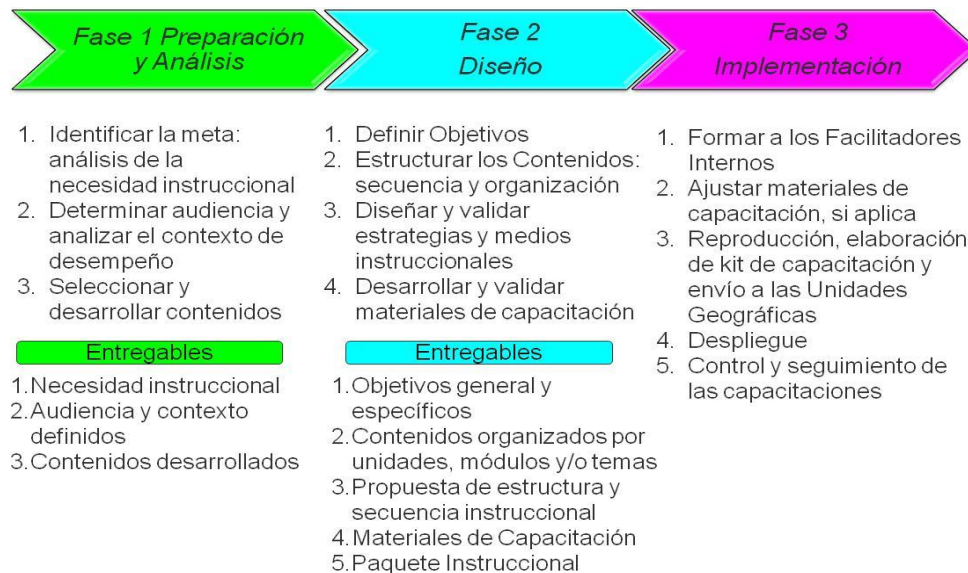 Fase 1 Preparación
y Análisis
1. Identificar la meta:
análisis de la
necesidad instruccional
2. Determinar audiencia y
analizar el contexto de
desempeño
3. Seleccionar y
desarrollar contenidos
Entregables
1.Necesidad instruccional
2.Audiencia y contexto
definidos
3.Contenidos desarrollados
Fase 2
Diseño
1. Definir Objetivos
2. Estructurar los Contenidos:
secuencia y organización
3. Diseñar y validar
estrategias y medios
instruccionales
4. Desarrollar y validar
materiales de capacitación
Entregables
1.Objetivos general y
específicos
2.Contenidos organizados por
unidades, módulos y/o temas
3.Propuesta de estructura y
secuencia instruccional
4.Materiales de Capacitación
5.Paquete Instruccional
Fase 3
Implementación
1. Formar a los Facilitadores
Internos
2. Ajustar materiales de
capacitación, si aplica
3. Reproducción, elaboración
de kit de capacitación y
envío a las Unidades
Geográficas
4. Despliegue
5. Control y seguimiento de
las capacitaciones